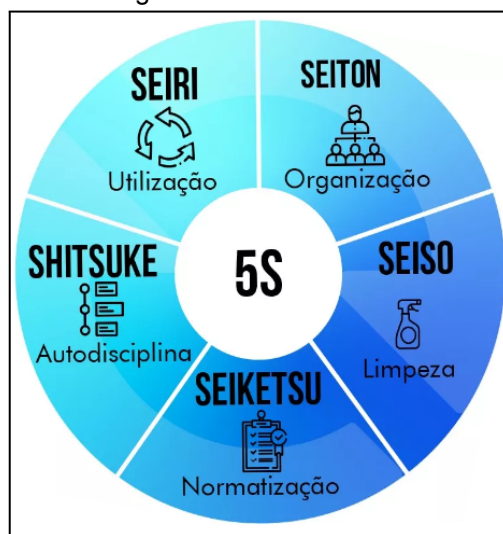 SEIRI
Utilização
SEITON
Organização
SEISO
Limpeza
SEIKETSU
Normatização
SHITSUKE
Autodisciplina
5S